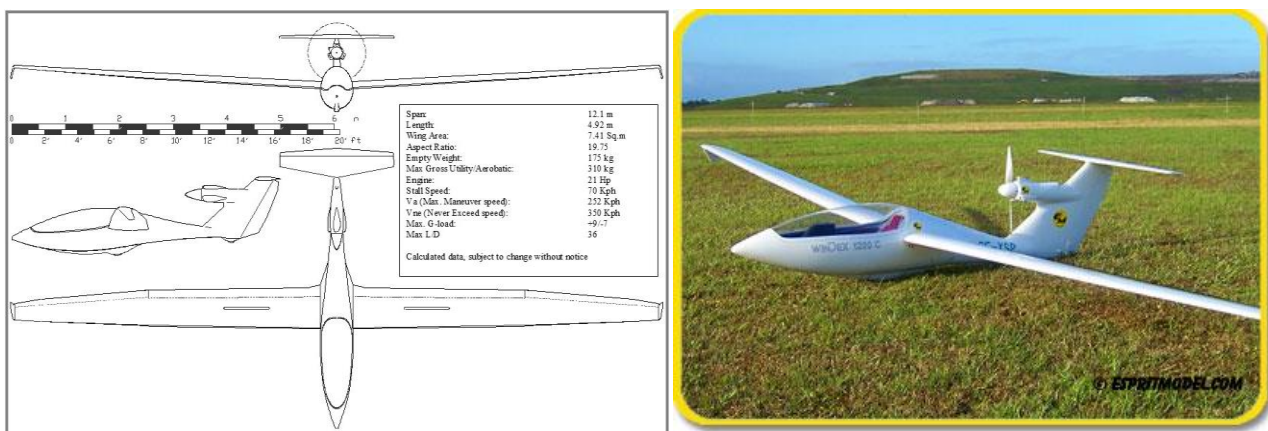 0 1 2 3 4 5 6 m
0 2' 4' 6' 8' 10' 12' 14' 16' 18' 20' ft
Span: 12.1 m
Length: 4.92 m
Wing Area: 7.41 Sq.m
Aspect Ratio: 19.75
Empty Weight: 175 kg
Max Gross Utility/Aerobatic: 310 kg
Engine: 21 Hp
Stall Speed: 70 Kph
Va (Max. Maneuver speed): 252 Kph
Vne (Never Exceed speed): 350 Kph
Max. G-load: +9/-7
Max L/D 36
Calculated data, subject to change without notice
WINDEX 1200 C
© ESPRITMODEL.COM